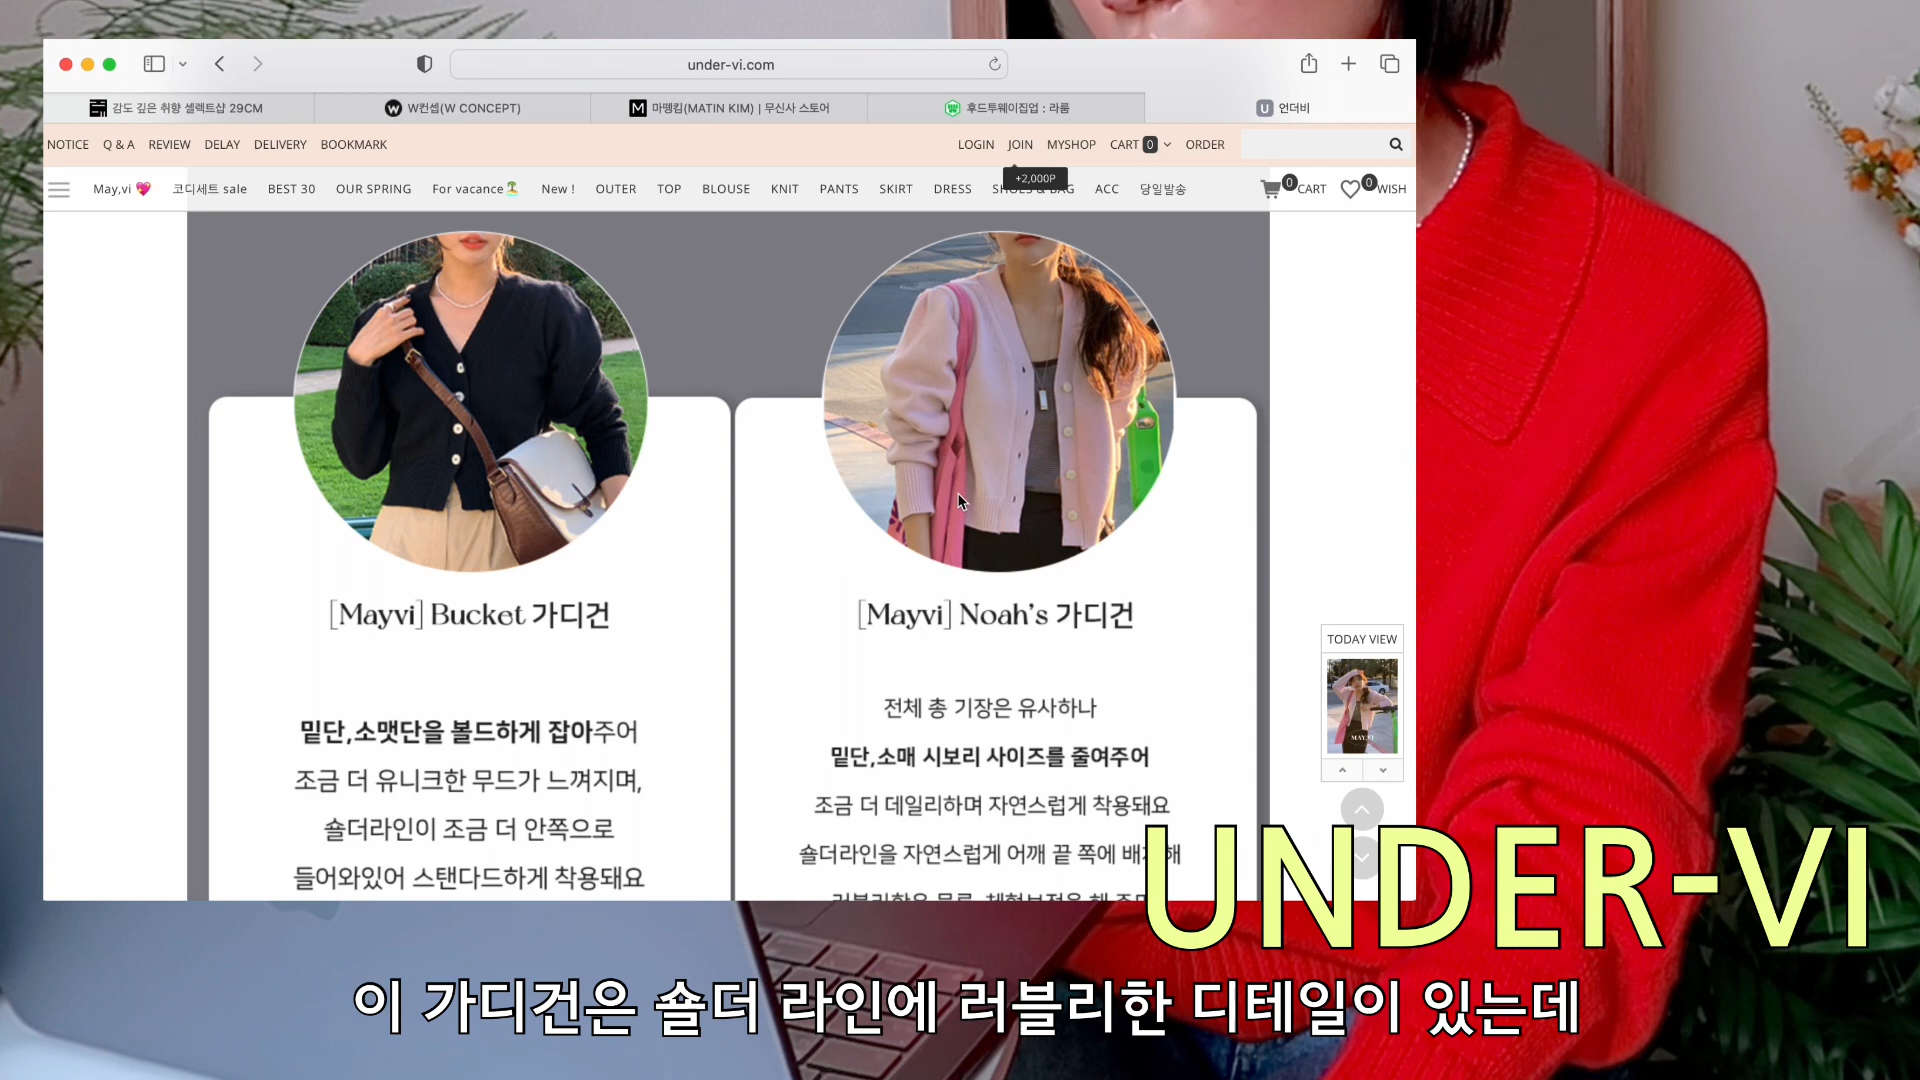 under-vi.com
감도 깊은 취향 셀렉트샵 29CM
W컨셉(W CONCEPT)
마뗑킴(MATIN KIM) | 무신사 스토어
후드투웨이집업 : 라룸
U 언더비
NOTICE Q & A REVIEW DELAY DELIVERY BOOKMARK
LOGIN JOIN MYSHOP CART 0 ORDER
+2,000P
May,vi 코디세트 sale BEST 30 OUR SPRING For vacance New ! OUTER TOP BLOUSE KNIT PANTS SKIRT DRESS SHOES & BAG ACC 당일발송
0 CART 0 WISH
[Mayvi] Bucket 가디건
밑단,소맷단을 볼드하게 잡아주어
조금 더 유니크한 무드가 느껴지며,
숄더라인이 조금 더 안쪽으로
들어와있어 스탠다드하게 착용돼요
[Mayvi] Noah's 가디건
전체 총 기장은 유사하나
밑단,소매 시보리 사이즈를 줄여주어
조금 더 데일리하며 자연스럽게 착용돼요
숄더라인을 자연스럽게 어깨 끝 쪽에
TODAY VIEW
MAY,VI
UNDER-VI
이 가디건은 숄더 라인에 러블리한 디테일이 있는데